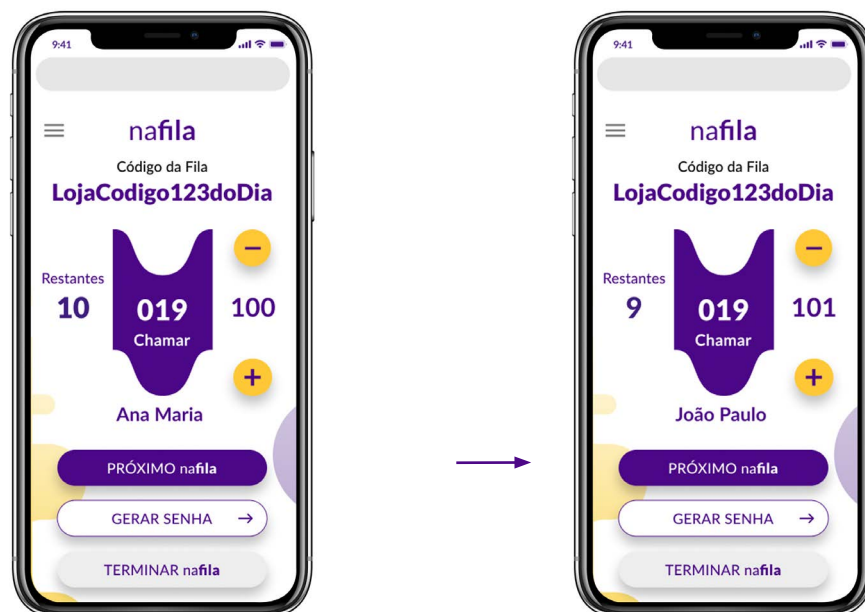 9:41
nafila
Código da Fila
LojaCodigo123doDia
Restantes
10
019
Chamar
100
Ana Maria
PRÓXIMO nafila
GERAR SENHA
TERMINAR nafila
9:41
nafila
Código da Fila
LojaCodigo123doDia
Restantes
9
019
Chamar
101
João Paulo
PRÓXIMO nafila
GERAR SENHA
TERMINAR nafila